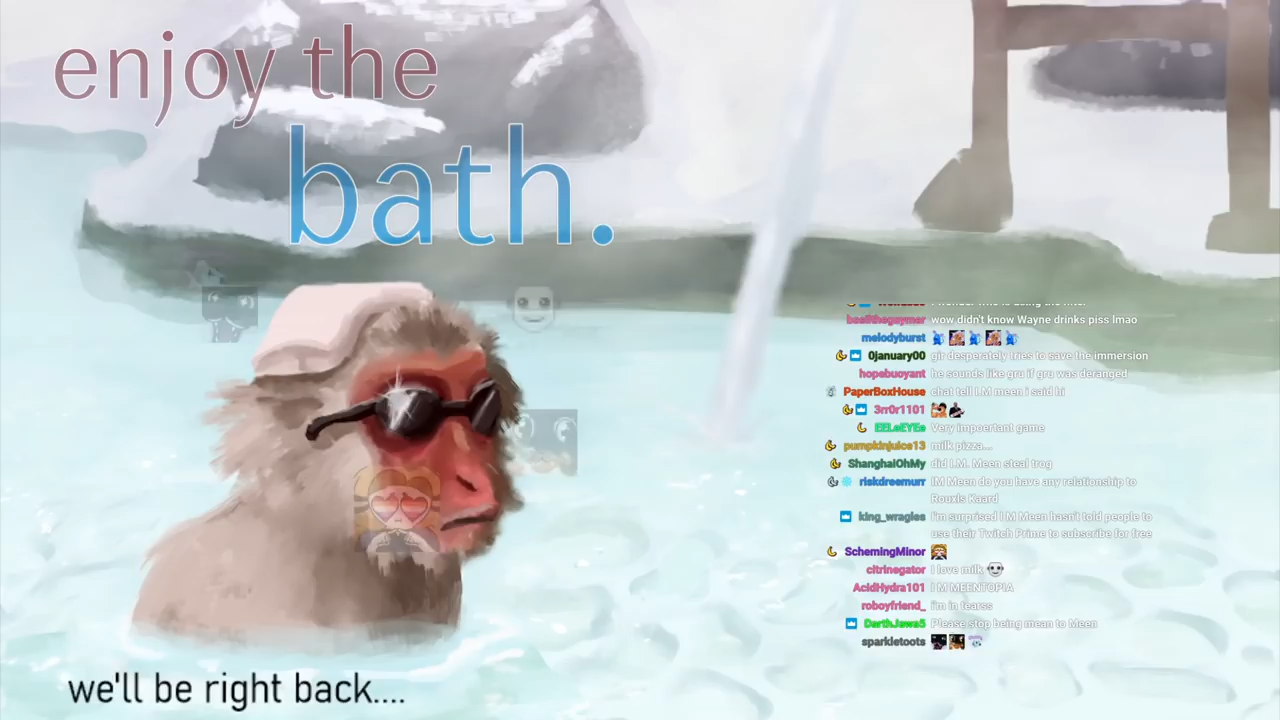 enjoy the
bath.
wow didn't know Wayne drinks piss lmao
melodyburst
0january00 gir desperately tries to save the immersion
hopebuoyant he sounds like gru if gru was deranged
PaperBoxHouse chat tell I.M meen i said hi
3rr0r1101
EELeEYEe Very impoertant game
pumpkinjuice13 milk pizza...
ShanghaiOhMy did I.M. Meen steal trog
riskdreemurr IM Meen do you have any relationship to
Rouxls Kaard
king_wragles I'm surprised I M Meen hasn't told people to
use their Twitch Prime to subscribe for free
SchemingMinor
citrinegator I love milk
AcidHydra101 I M MEENTOPIA
roboyfriend_ i'm in tearss
DarthJawa5 Please stop being mean to Meen
sparkletoots
we'll be right back....